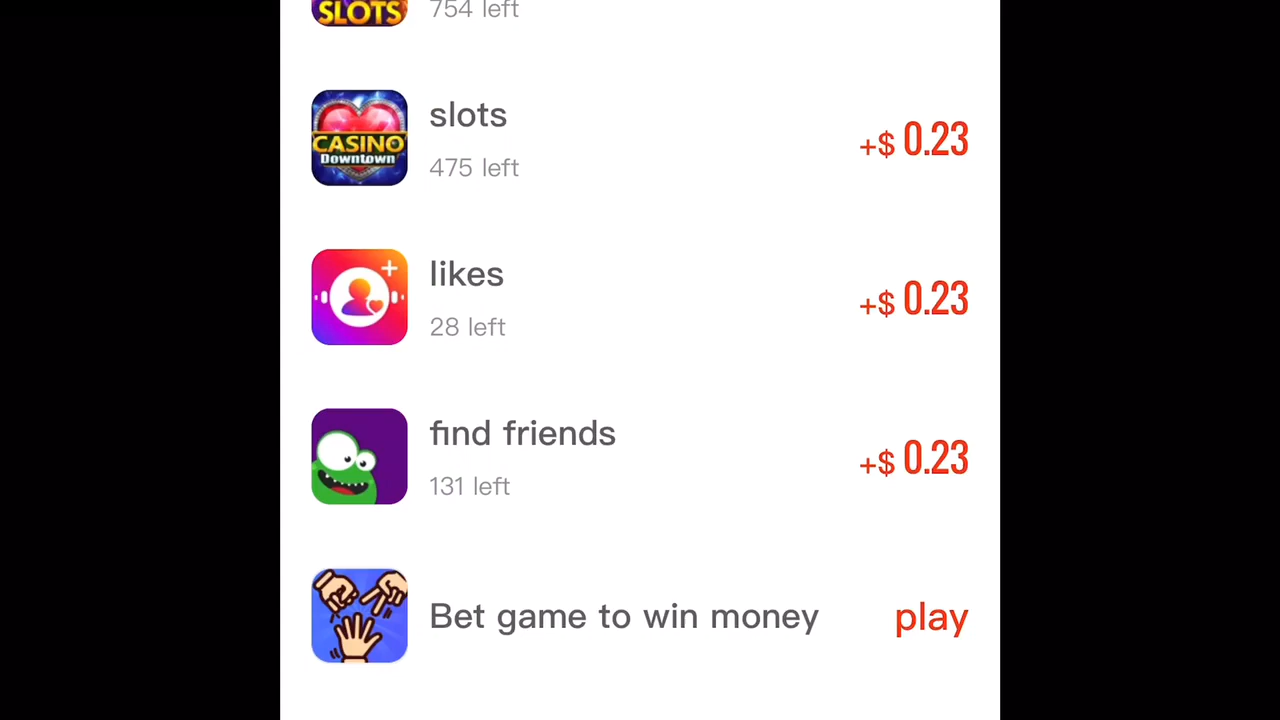 SLOTS
754 left
slots
CASINO
Downtown
475 left
+$ 0.23
likes
28 left
+$ 0.23
find friends
131 left
+$ 0.23
Bet game to win money
play